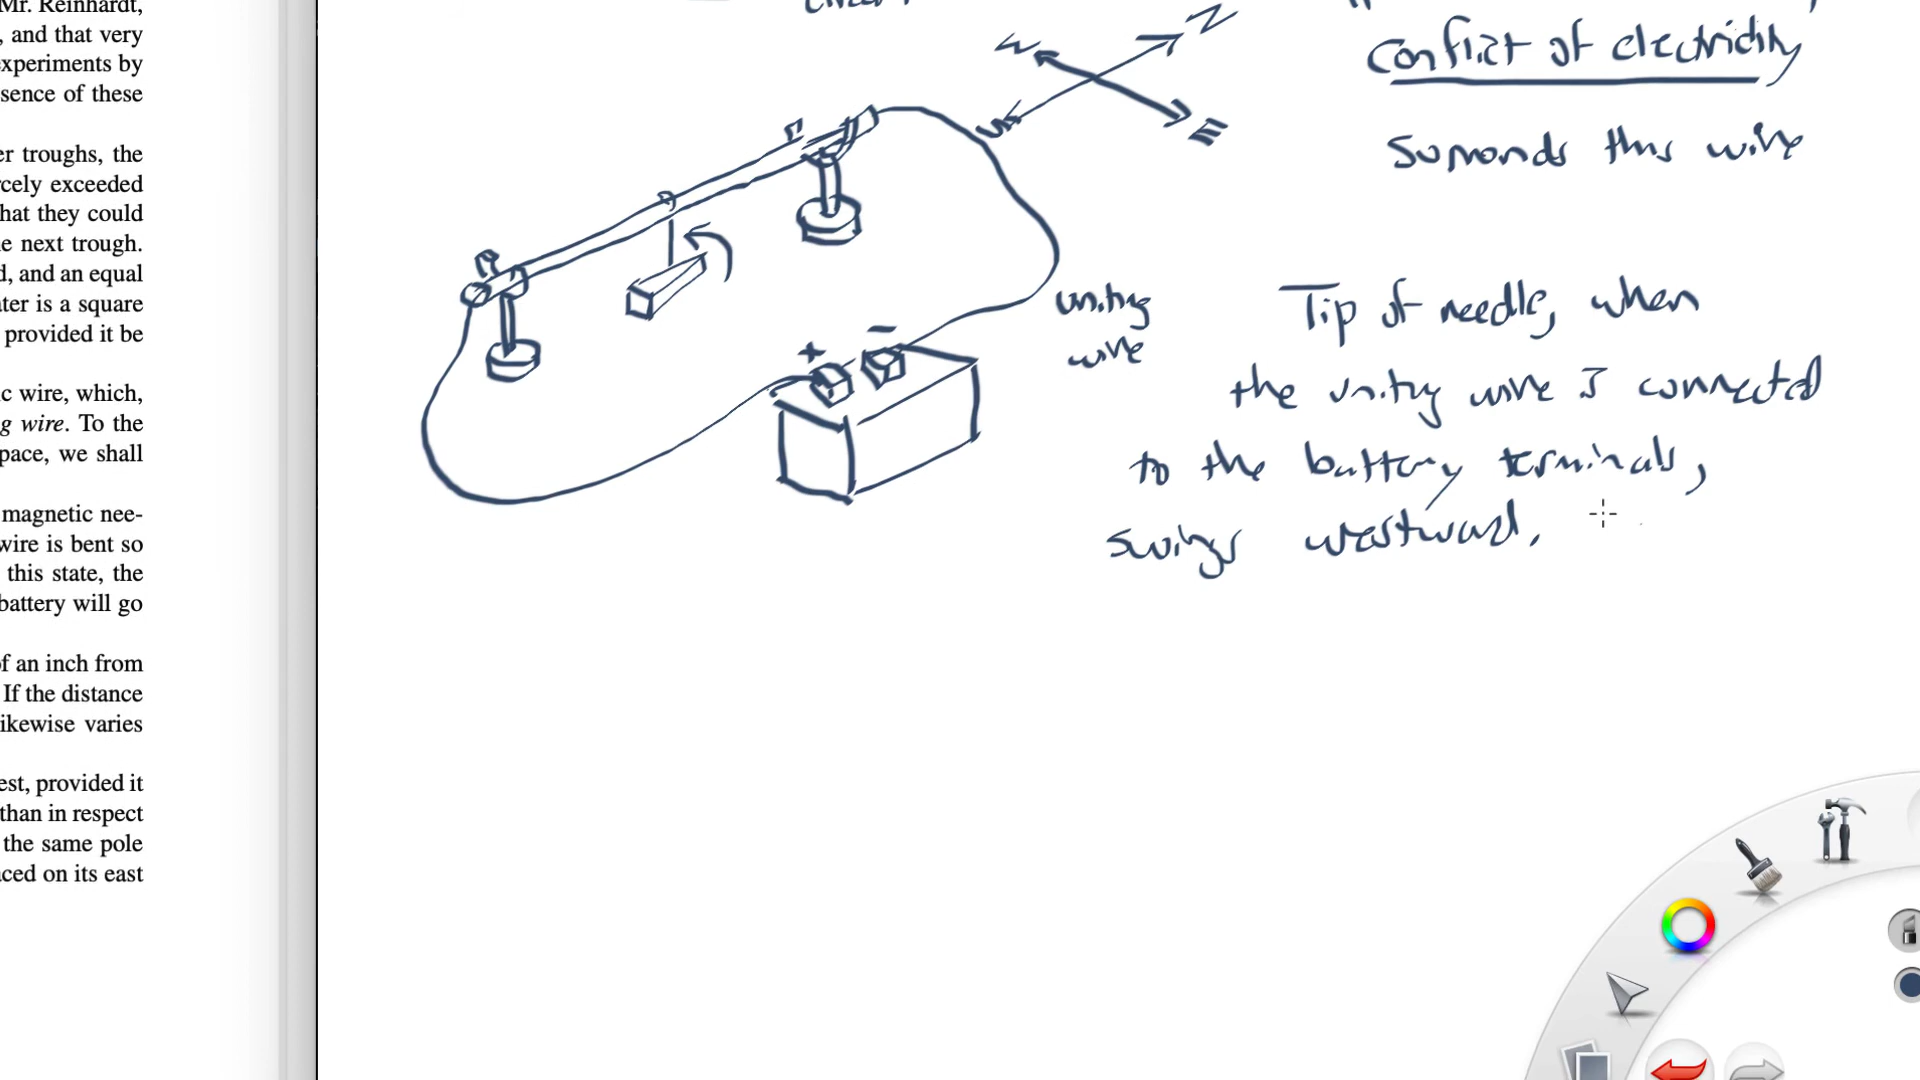 Mr. Reinhardt,
, and that very
experiments by
sence of these
er troughs, the
rcely exceeded
hat they could
e next trough.
d, and an equal
ter is a square
provided it be
c wire, which,
g wire. To the
pace, we shall
magnetic nee-
wire is bent so
this state, the
battery will go
of an inch from
If the distance
ikewise varies
est, provided it
than in respect
the same pole
ced on its east
N
W
E
S
+
−
uniting
wire
Conflict of electricity
surrounds this wire
Tip of needle, when
the uniting wire is connected
to the battery terminals,
swings westward.